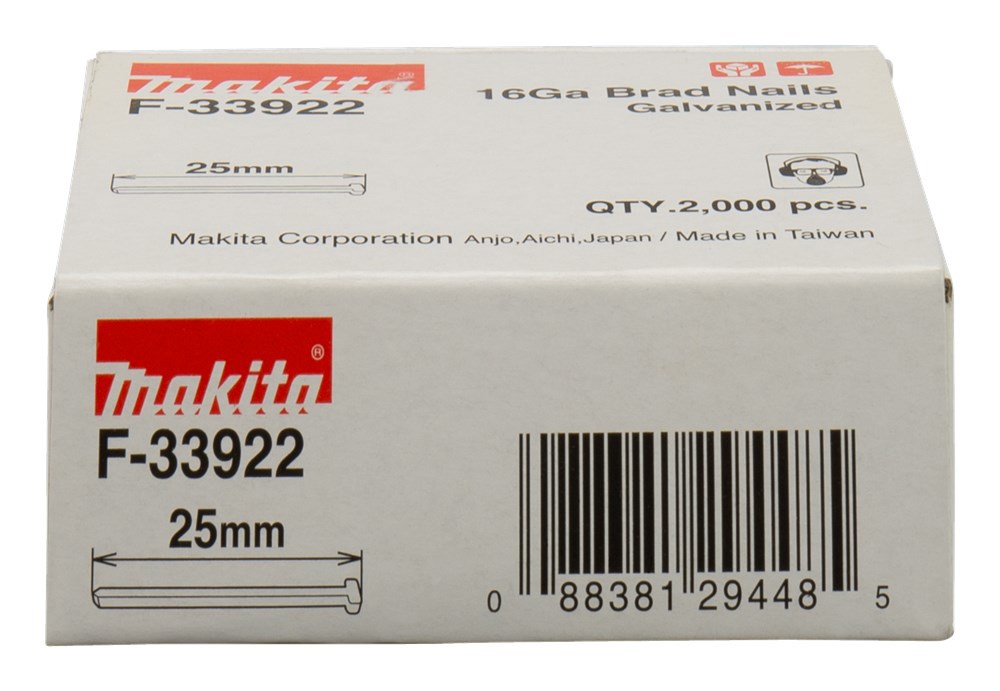 makita®
F-33922
16Ga Brad Nails
Galvanized
25mm
QTY.2,000 pcs.
Makita Corporation Anjo,Aichi,Japan / Made in Taiwan
makita®
F-33922
25mm
0 88381 29448 5